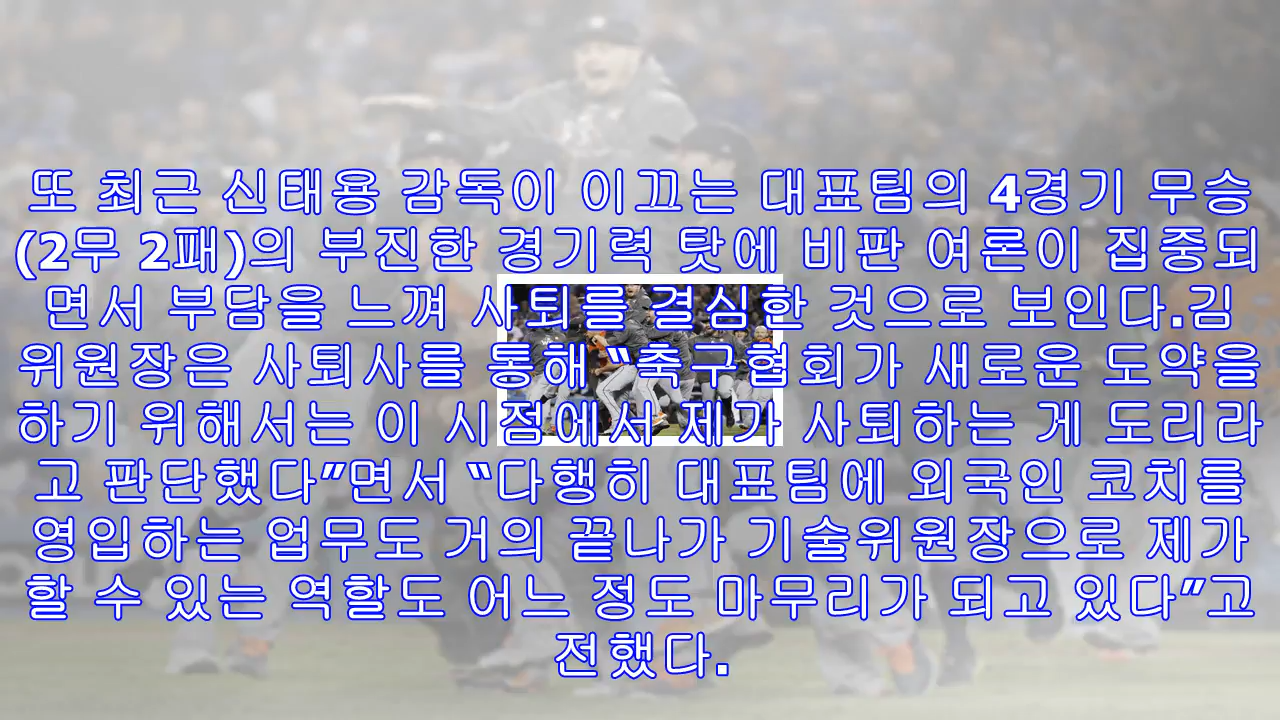 또 최근 신태용 감독이 이끄는 대표팀의 4경기 무승
(2무 2패)의 부진한 경기력 탓에 비판 여론이 집중되
면서 부담을 느껴 사퇴를 결심한 것으로 보인다.김
위원장은 사퇴사를 통해 “축구협회가 새로운 도약을
하기 위해서는 이 시점에서 제가 사퇴하는 게 도리라
고 판단했다”면서 “다행히 대표팀에 외국인 코치를
영입하는 업무도 거의 끝나가 기술위원장으로 제가
할 수 있는 역할도 어느 정도 마무리가 되고 있다”고
전했다.